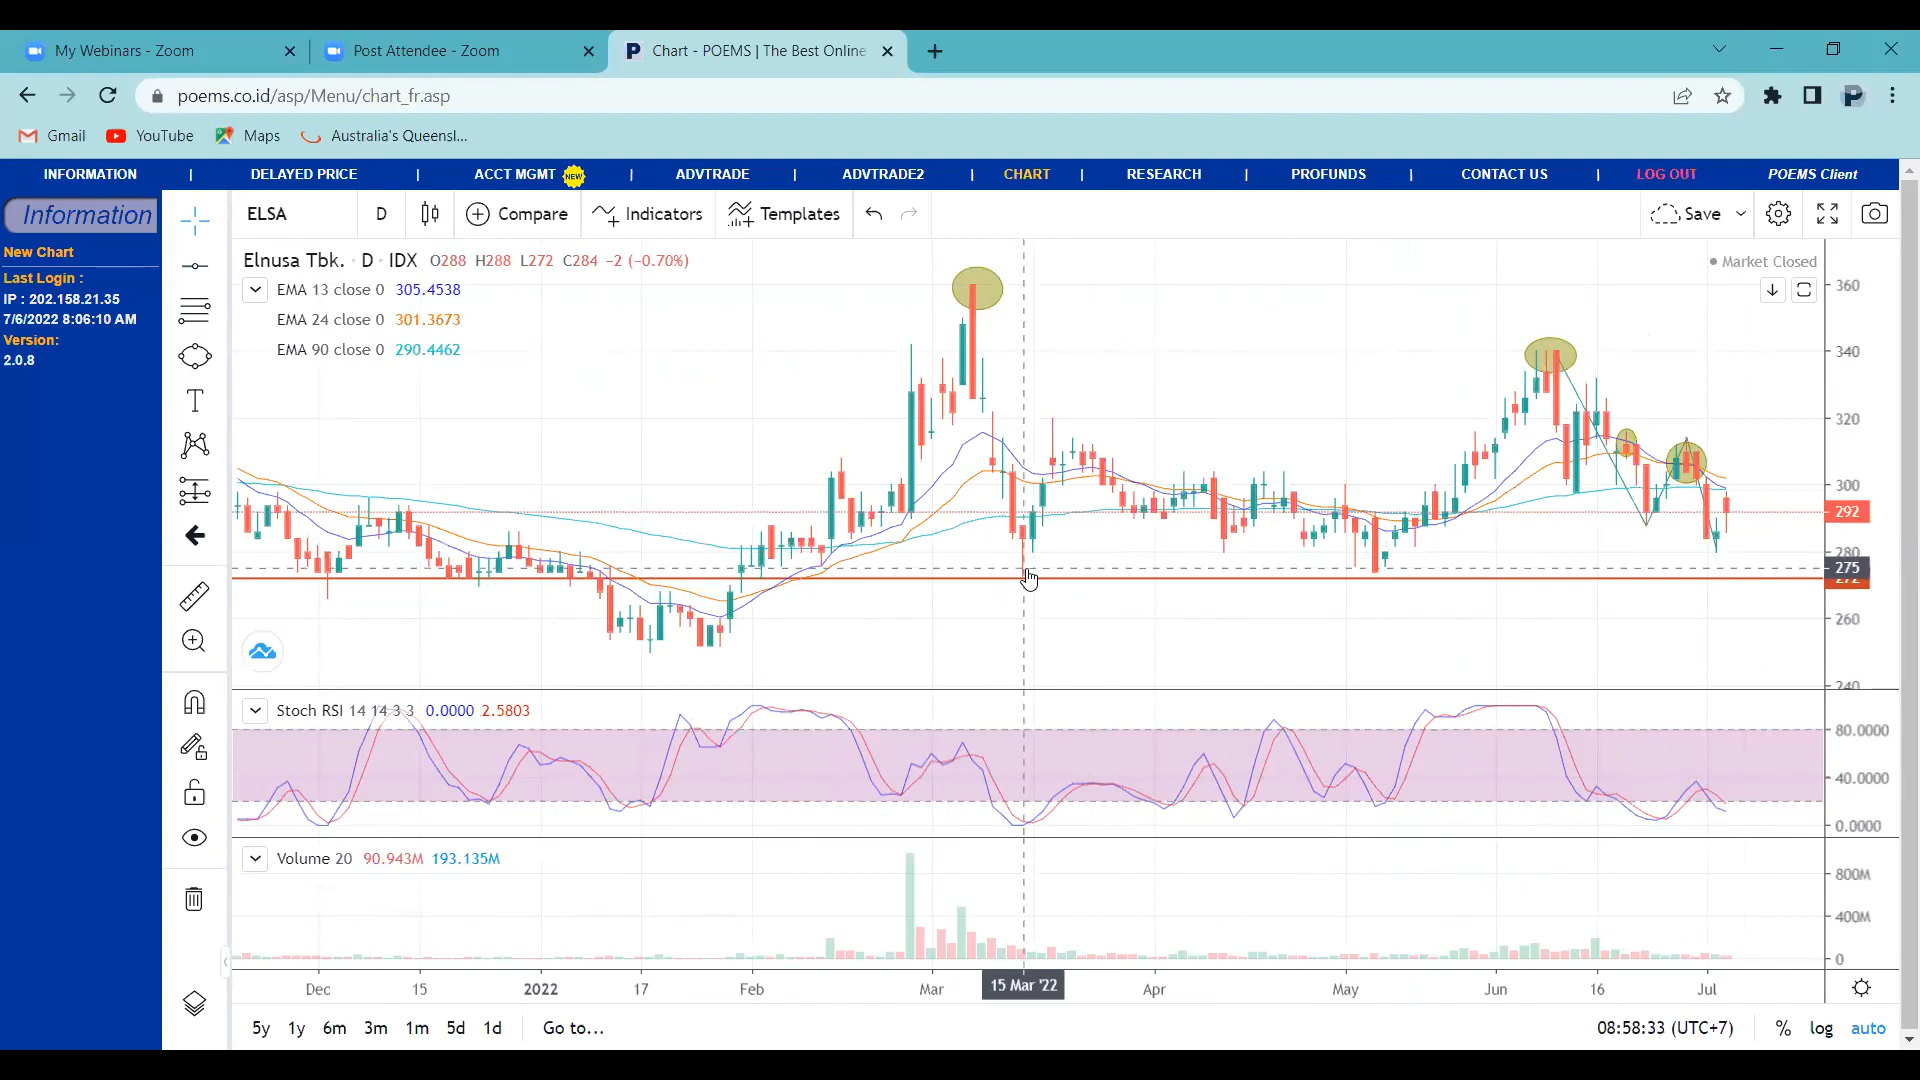 My Webinars - Zoom
Post Attendee - Zoom
P Chart - POEMS | The Best Online
poems.co.id/asp/Menu/chart_fr.asp
Gmail
YouTube
Maps
Australia's Queensl...
INFORMATION | DELAYED PRICE | ACCT MGMT NEW | ADVTRADE | ADVTRADE2 | CHART | RESEARCH | PROFUNDS | CONTACT US | LOG OUT POEMS Client
Information
New Chart
Last Login :
IP : 202.158.21.35
7/6/2022 8:06:10 AM
Version:
2.0.8
ELSA D Compare Indicators Templates Save
Elnusa Tbk. · D · IDX O288 H288 L272 C284 −2 (−0.70%)
Market Closed
EMA 13 close 0 305.4538
EMA 24 close 0 301.3673
EMA 90 close 0 290.4462
360
340
320
300
292
280
275
272
260
240
Stoch RSI 14 14 3 3 0.0000 2.5803
80.0000
40.0000
0.0000
Volume 20 90.943M 193.135M
800M
400M
0
Dec 15 2022 17 Feb Mar 15 Mar '22 Apr May Jun 16 Jul
5y 1y 6m 3m 1m 5d 1d Go to...
08:58:33 (UTC+7) % log auto